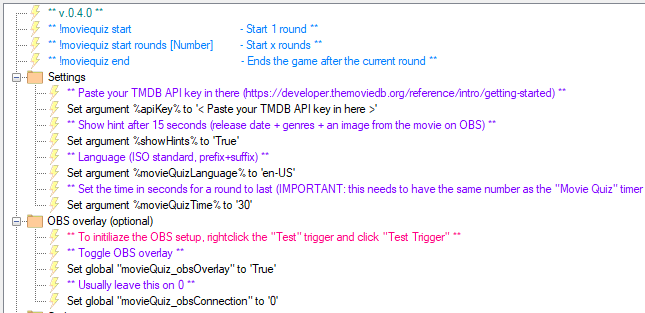 ** v.0.4.0 **
** !moviequiz start - Start 1 round **
** !moviequiz start rounds [Number] - Start x rounds **
** !moviequiz end - Ends the game after the current round **
Settings
** Paste your TMDB API key in there (https://developer.themoviedb.org/reference/intro/getting-started) **
Set argument %apiKey% to '< Paste your TMDB API key in here >'
** Show hint after 15 seconds (release date + genres + an image from the movie on OBS) **
Set argument %showHints% to 'True'
** Language (ISO standard, prefix+suffix) **
Set argument %movieQuizLanguage% to 'en-US'
** Set the time in seconds for a round to last (IMPORTANT: this needs to have the same number as the "Movie Quiz" timer
Set argument %movieQuizTime% to '30'
OBS overlay (optional)
** To initiliaze the OBS setup, rightclick the "Test" trigger and click "Test Trigger" **
** Toggle OBS overlay **
Set global "movieQuiz_obsOverlay" to 'True'
** Usually leave this on 0 **
Set global "movieQuiz_obsConnection" to '0'